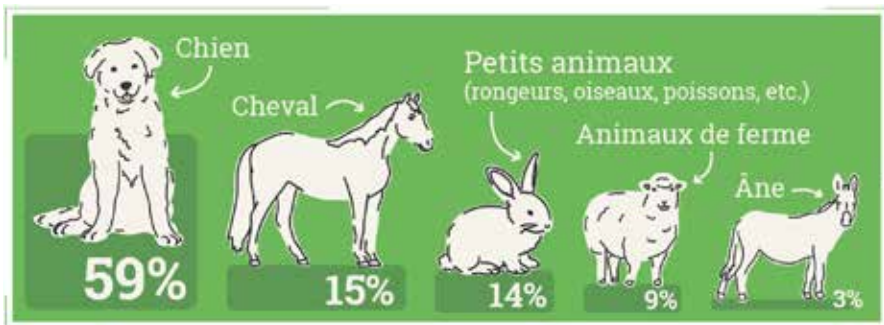 Chien
59%
Cheval
15%
Petits animaux
(rongeurs, oiseaux, poissons, etc.)
14%
Animaux de ferme
9%
Âne
3%